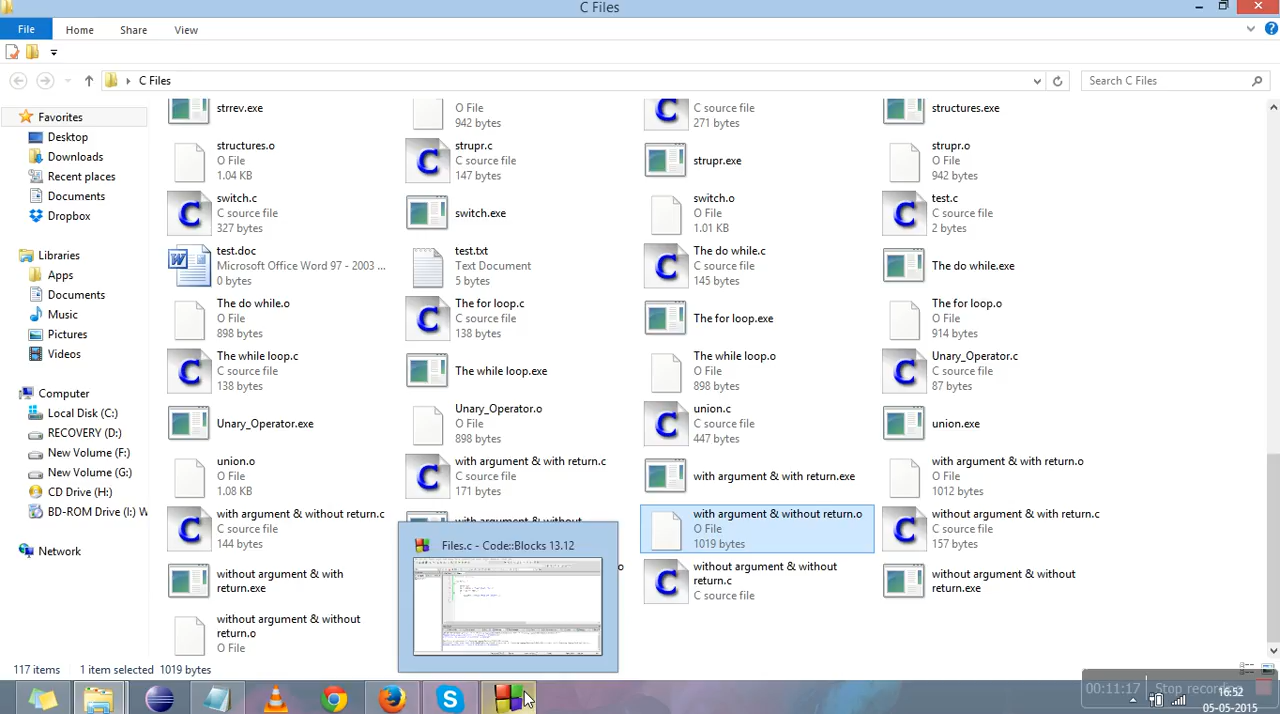 C Files
File
Home
Share
View
C Files
Search C Files
Favorites
Desktop
Downloads
Recent places
Documents
Dropbox
Libraries
Apps
Documents
Music
Pictures
Videos
Computer
Local Disk (C:)
RECOVERY (D:)
New Volume (F:)
New Volume (G:)
CD Drive (H:)
BD-ROM Drive (I:) W
Network
strrev.exe
O File
942 bytes
C source file
271 bytes
structures.exe
structures.o
O File
1.04 KB
strupr.c
C source file
147 bytes
strupr.exe
strupr.o
O File
942 bytes
switch.c
C source file
327 bytes
switch.exe
switch.o
O File
1.01 KB
test.c
C source file
2 bytes
test.doc
Microsoft Office Word 97 - 2003 ...
0 bytes
test.txt
Text Document
5 bytes
The do while.c
C source file
145 bytes
The do while.exe
The do while.o
O File
898 bytes
The for loop.c
C source file
138 bytes
The for loop.exe
The for loop.o
O File
914 bytes
The while loop.c
C source file
138 bytes
The while loop.exe
The while loop.o
O File
898 bytes
Unary_Operator.c
C source file
87 bytes
Unary_Operator.exe
Unary_Operator.o
O File
898 bytes
union.c
C source file
447 bytes
union.exe
union.o
O File
1.08 KB
with argument & with return.c
C source file
171 bytes
with argument & with return.exe
with argument & with return.o
O File
1012 bytes
with argument & without return.c
C source file
144 bytes
with argument & without
with argument & without return.o
O File
1019 bytes
without argument & with return.c
C source file
157 bytes
without argument & with
return.exe
without argument & without
return.c
C source file
without argument & without
return.exe
without argument & without
return.o
O File
Files.c - Code::Blocks 13.12
117 items
1 item selected
1019 bytes
00:11:17
Stop recor
16:52
05-05-2015